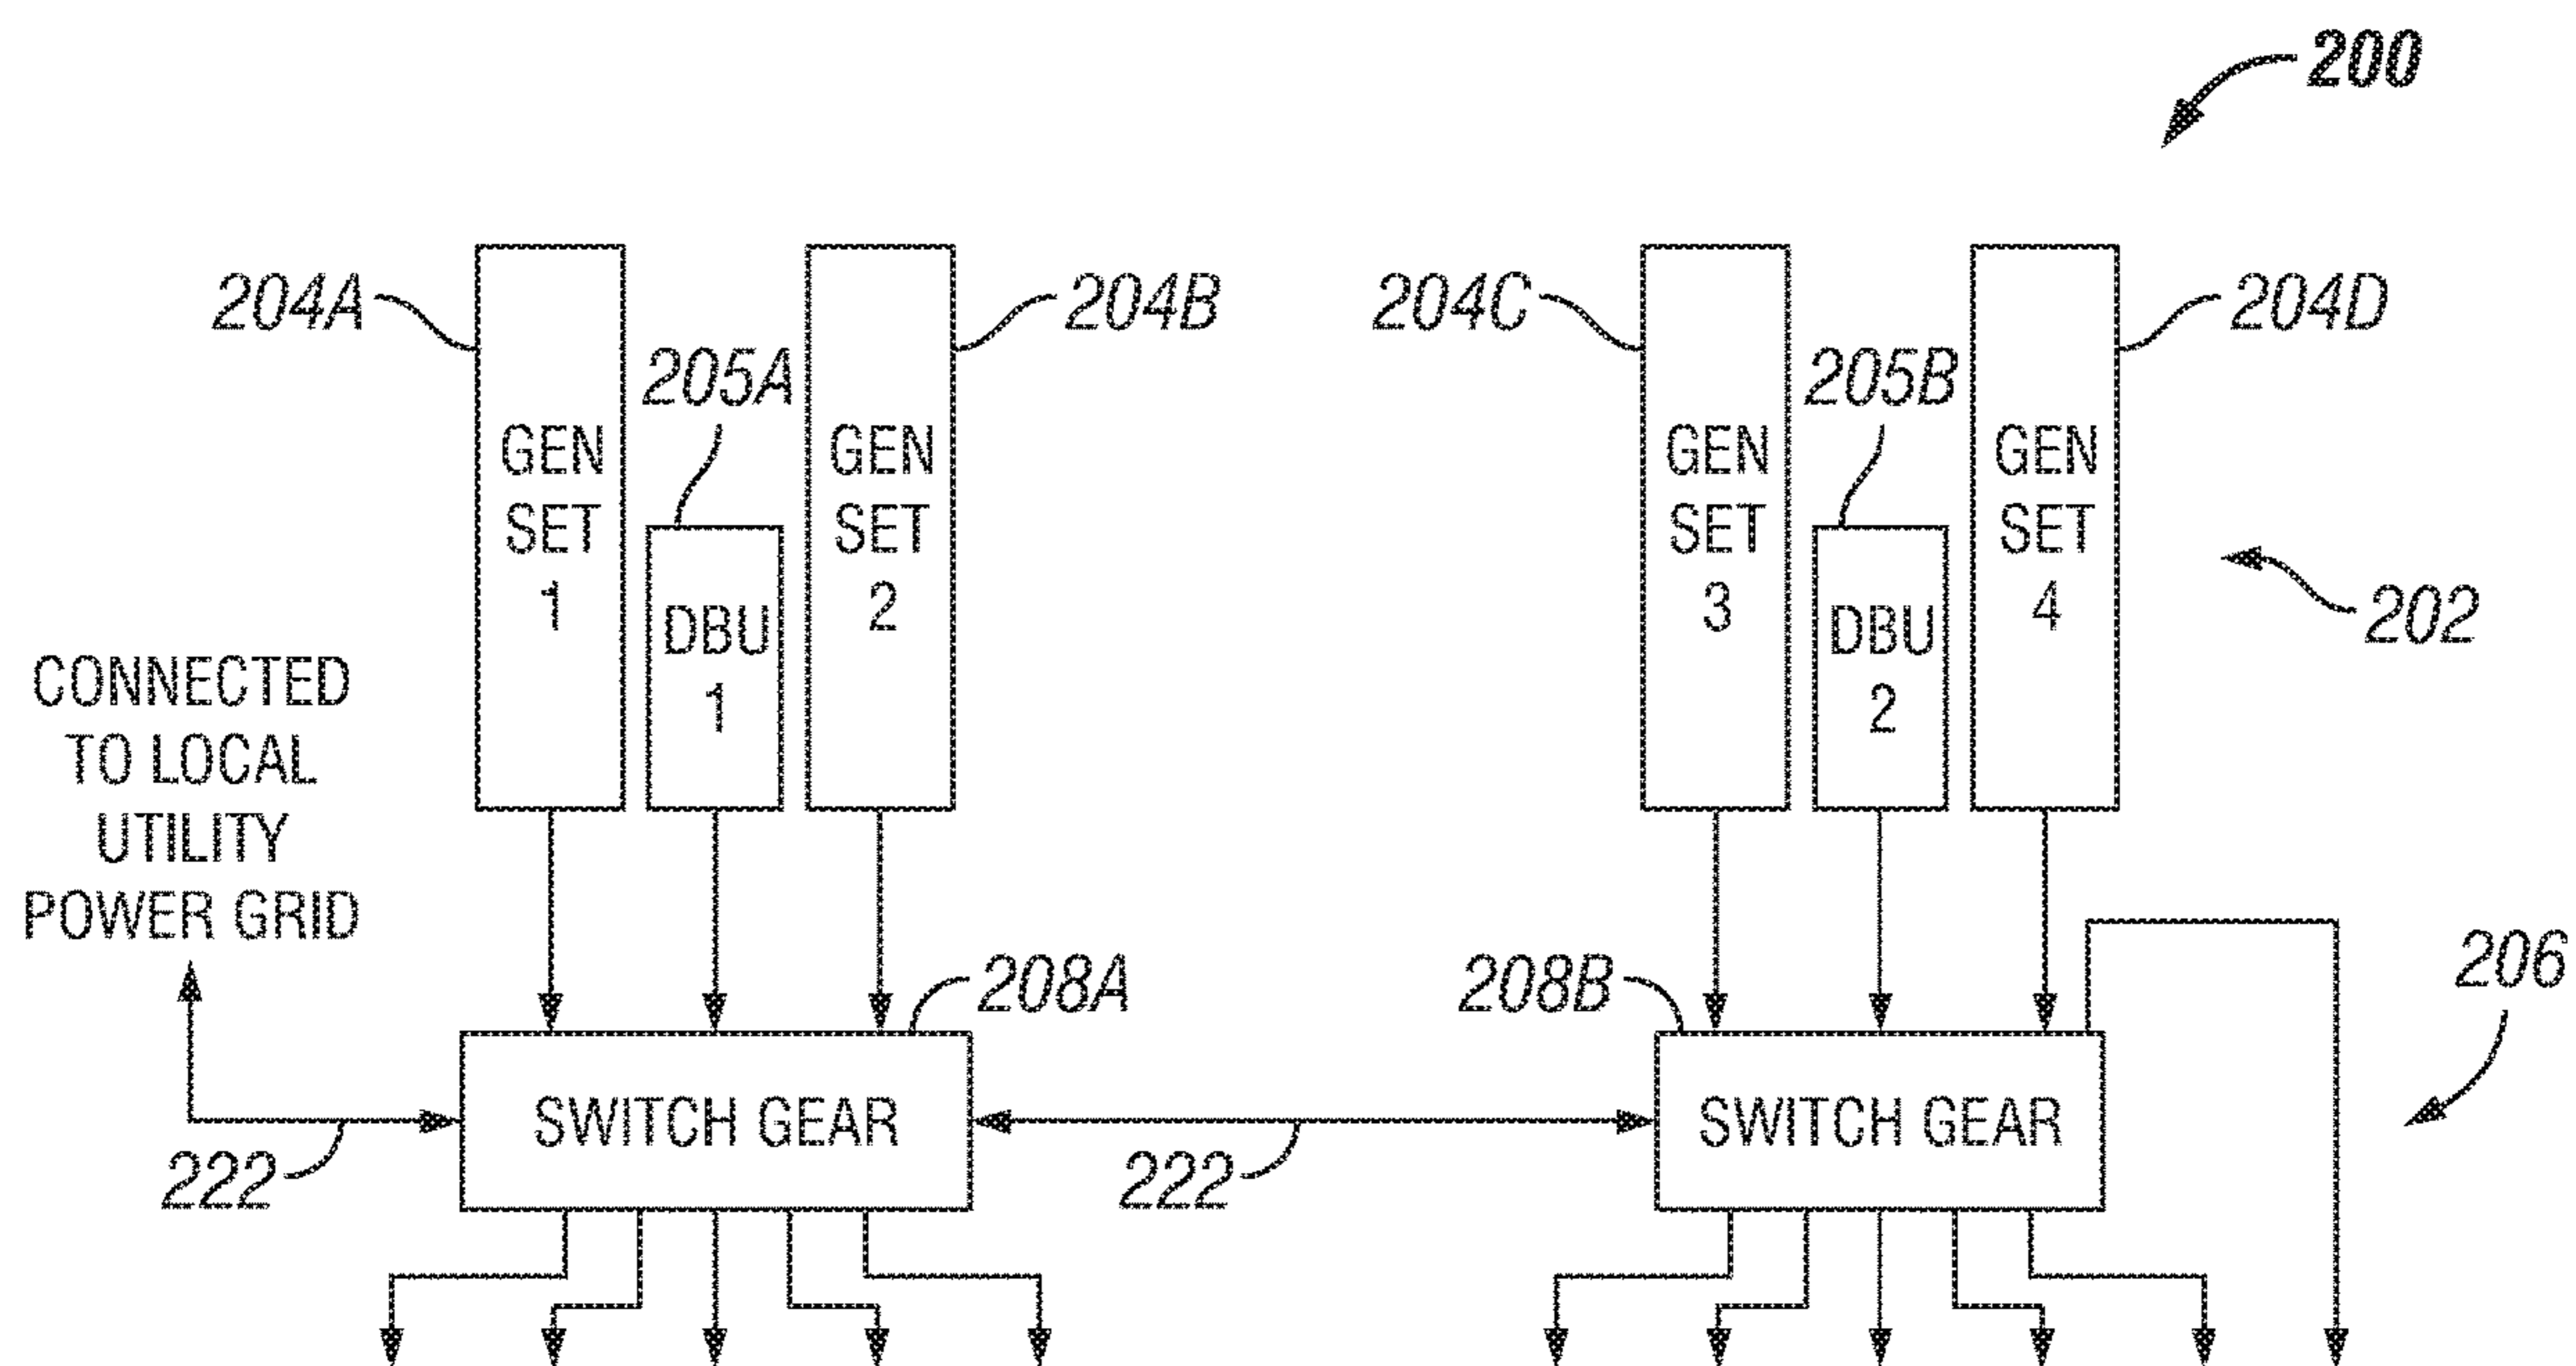 200
204A
204B
204C
204D
205A
205B
GEN
SET
1
DBU
1
GEN
SET
2
GEN
SET
3
DBU
2
GEN
SET
4
202
CONNECTED
TO LOCAL
UTILITY
POWER GRID
208A
208B
206
SWITCH GEAR
SWITCH GEAR
222
222